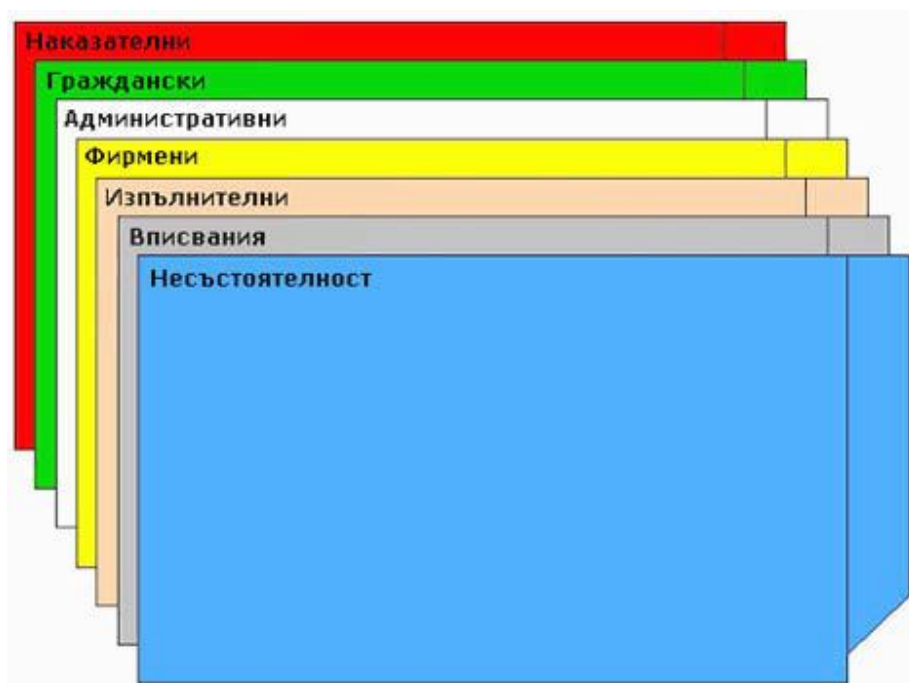 Наказателни
Граждански
Административни
Фирмени
Изпълнителни
Вписвания
Несъстоятелност